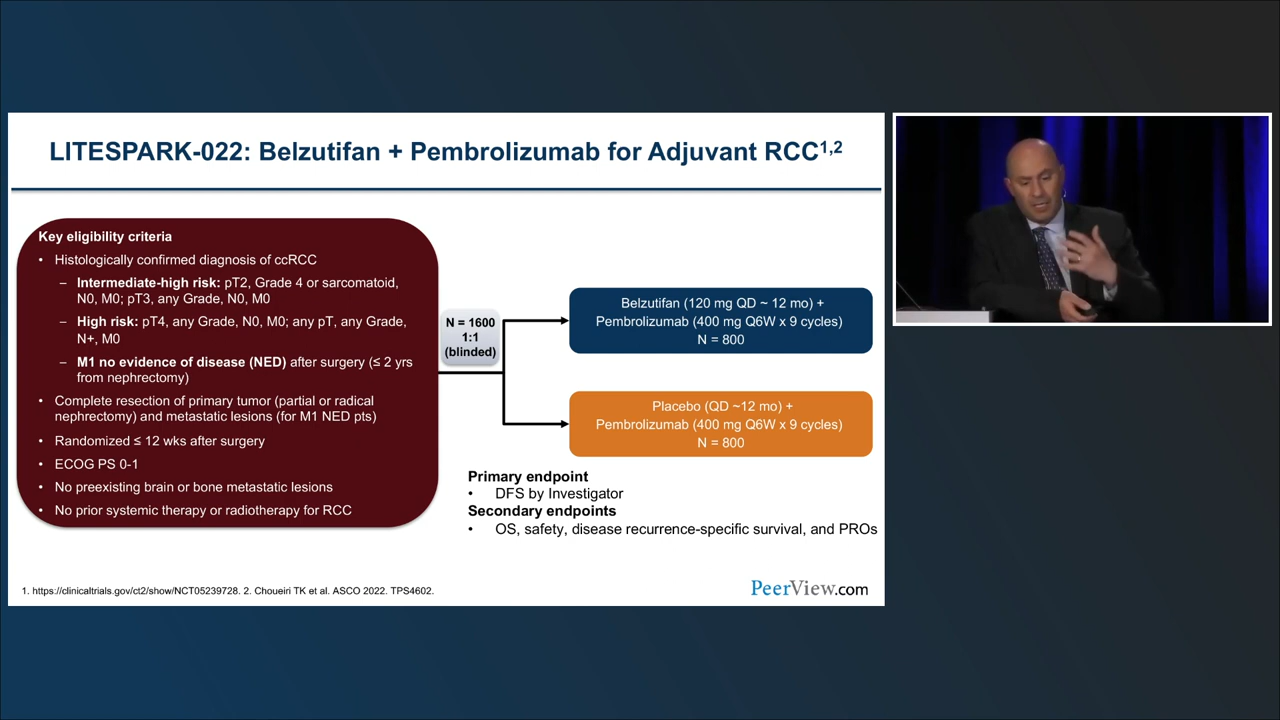 LITESPARK-022: Belzutifan + Pembrolizumab for Adjuvant RCC1,2
Key eligibility criteria
• Histologically confirmed diagnosis of ccRCC
– Intermediate-high risk: pT2, Grade 4 or sarcomatoid,
N0, M0; pT3, any Grade, N0, M0
– High risk: pT4, any Grade, N0, M0; any pT, any Grade,
N+, M0
– M1 no evidence of disease (NED) after surgery (≤ 2 yrs
from nephrectomy)
• Complete resection of primary tumor (partial or radical
nephrectomy) and metastatic lesions (for M1 NED pts)
• Randomized ≤ 12 wks after surgery
• ECOG PS 0-1
• No preexisting brain or bone metastatic lesions
• No prior systemic therapy or radiotherapy for RCC
N = 1600
1:1
(blinded)
Belzutifan (120 mg QD ~ 12 mo) +
Pembrolizumab (400 mg Q6W x 9 cycles)
N = 800
Placebo (QD ~12 mo) +
Pembrolizumab (400 mg Q6W x 9 cycles)
N = 800
Primary endpoint
• DFS by Investigator
Secondary endpoints
• OS, safety, disease recurrence-specific survival, and PROs
1. https://clinicaltrials.gov/ct2/show/NCT05239728. 2. Choueiri TK et al. ASCO 2022. TPS4602.
PeerView.com